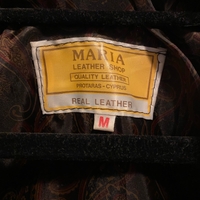 MARIA
LEATHER SHOP
QUALITY LEATHER
PROTARAS - CYPRUS
REAL LEATHER
M